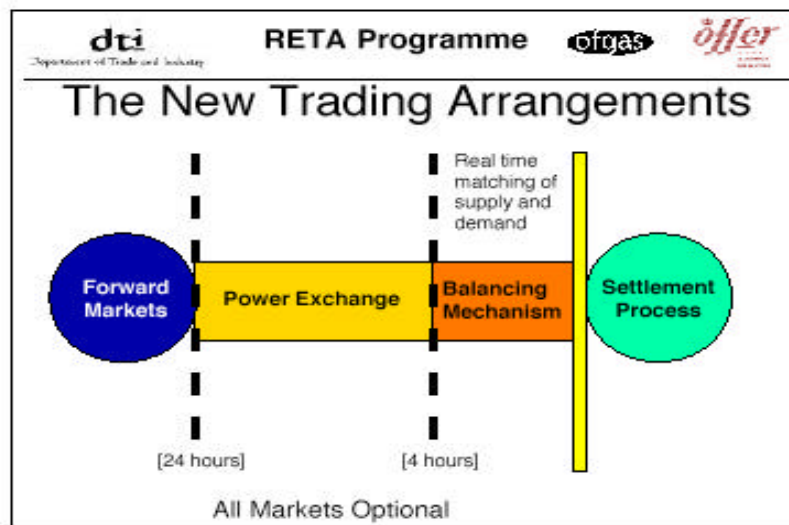 dti
RETA Programme
ofgas
offer
Department of Trade and Industry
The New Trading Arrangements
Real time
matching of
supply and
demand
Forward
Markets
Power Exchange
Balancing
Mechanism
Settlement
Process
[24 hours]
[4 hours]
All Markets Optional